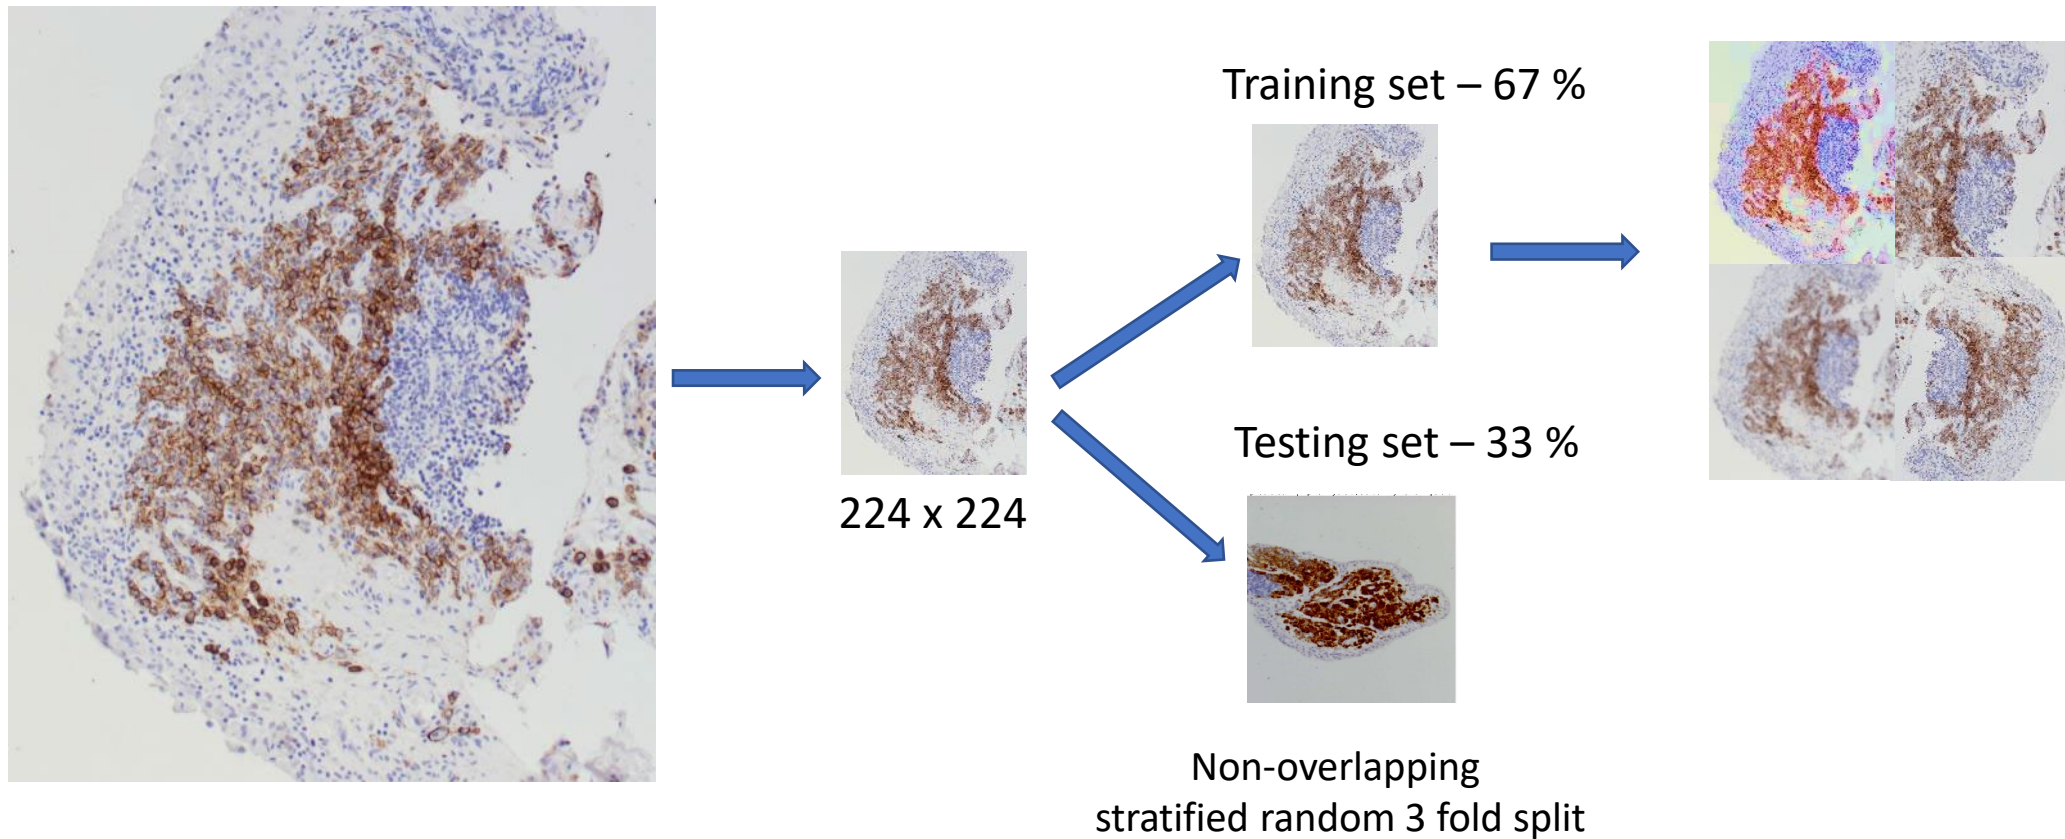 Training set – 67 %
224 x 224
Testing set – 33 %
Non-overlapping
stratified random 3 fold split